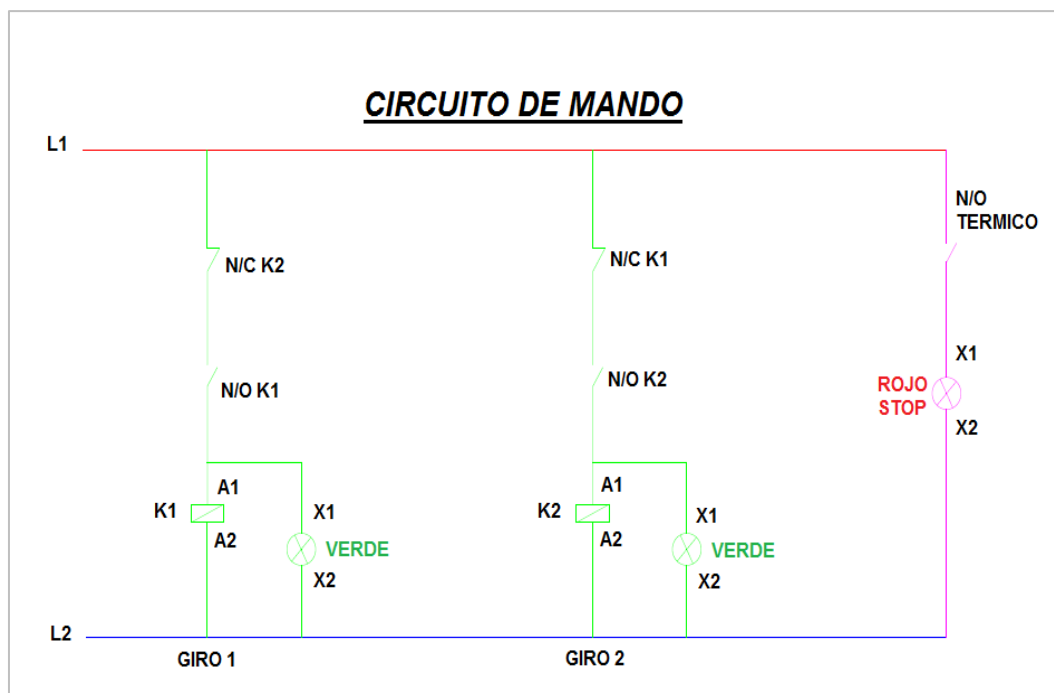 CIRCUITO DE MANDO
L1
N/C K2
N/O K1
A1
K1
A2
X1
VERDE
X2
N/C K1
N/O K2
A1
K2
A2
X1
VERDE
X2
N/O
TERMICO
X1
ROJO
STOP
X2
L2
GIRO 1
GIRO 2